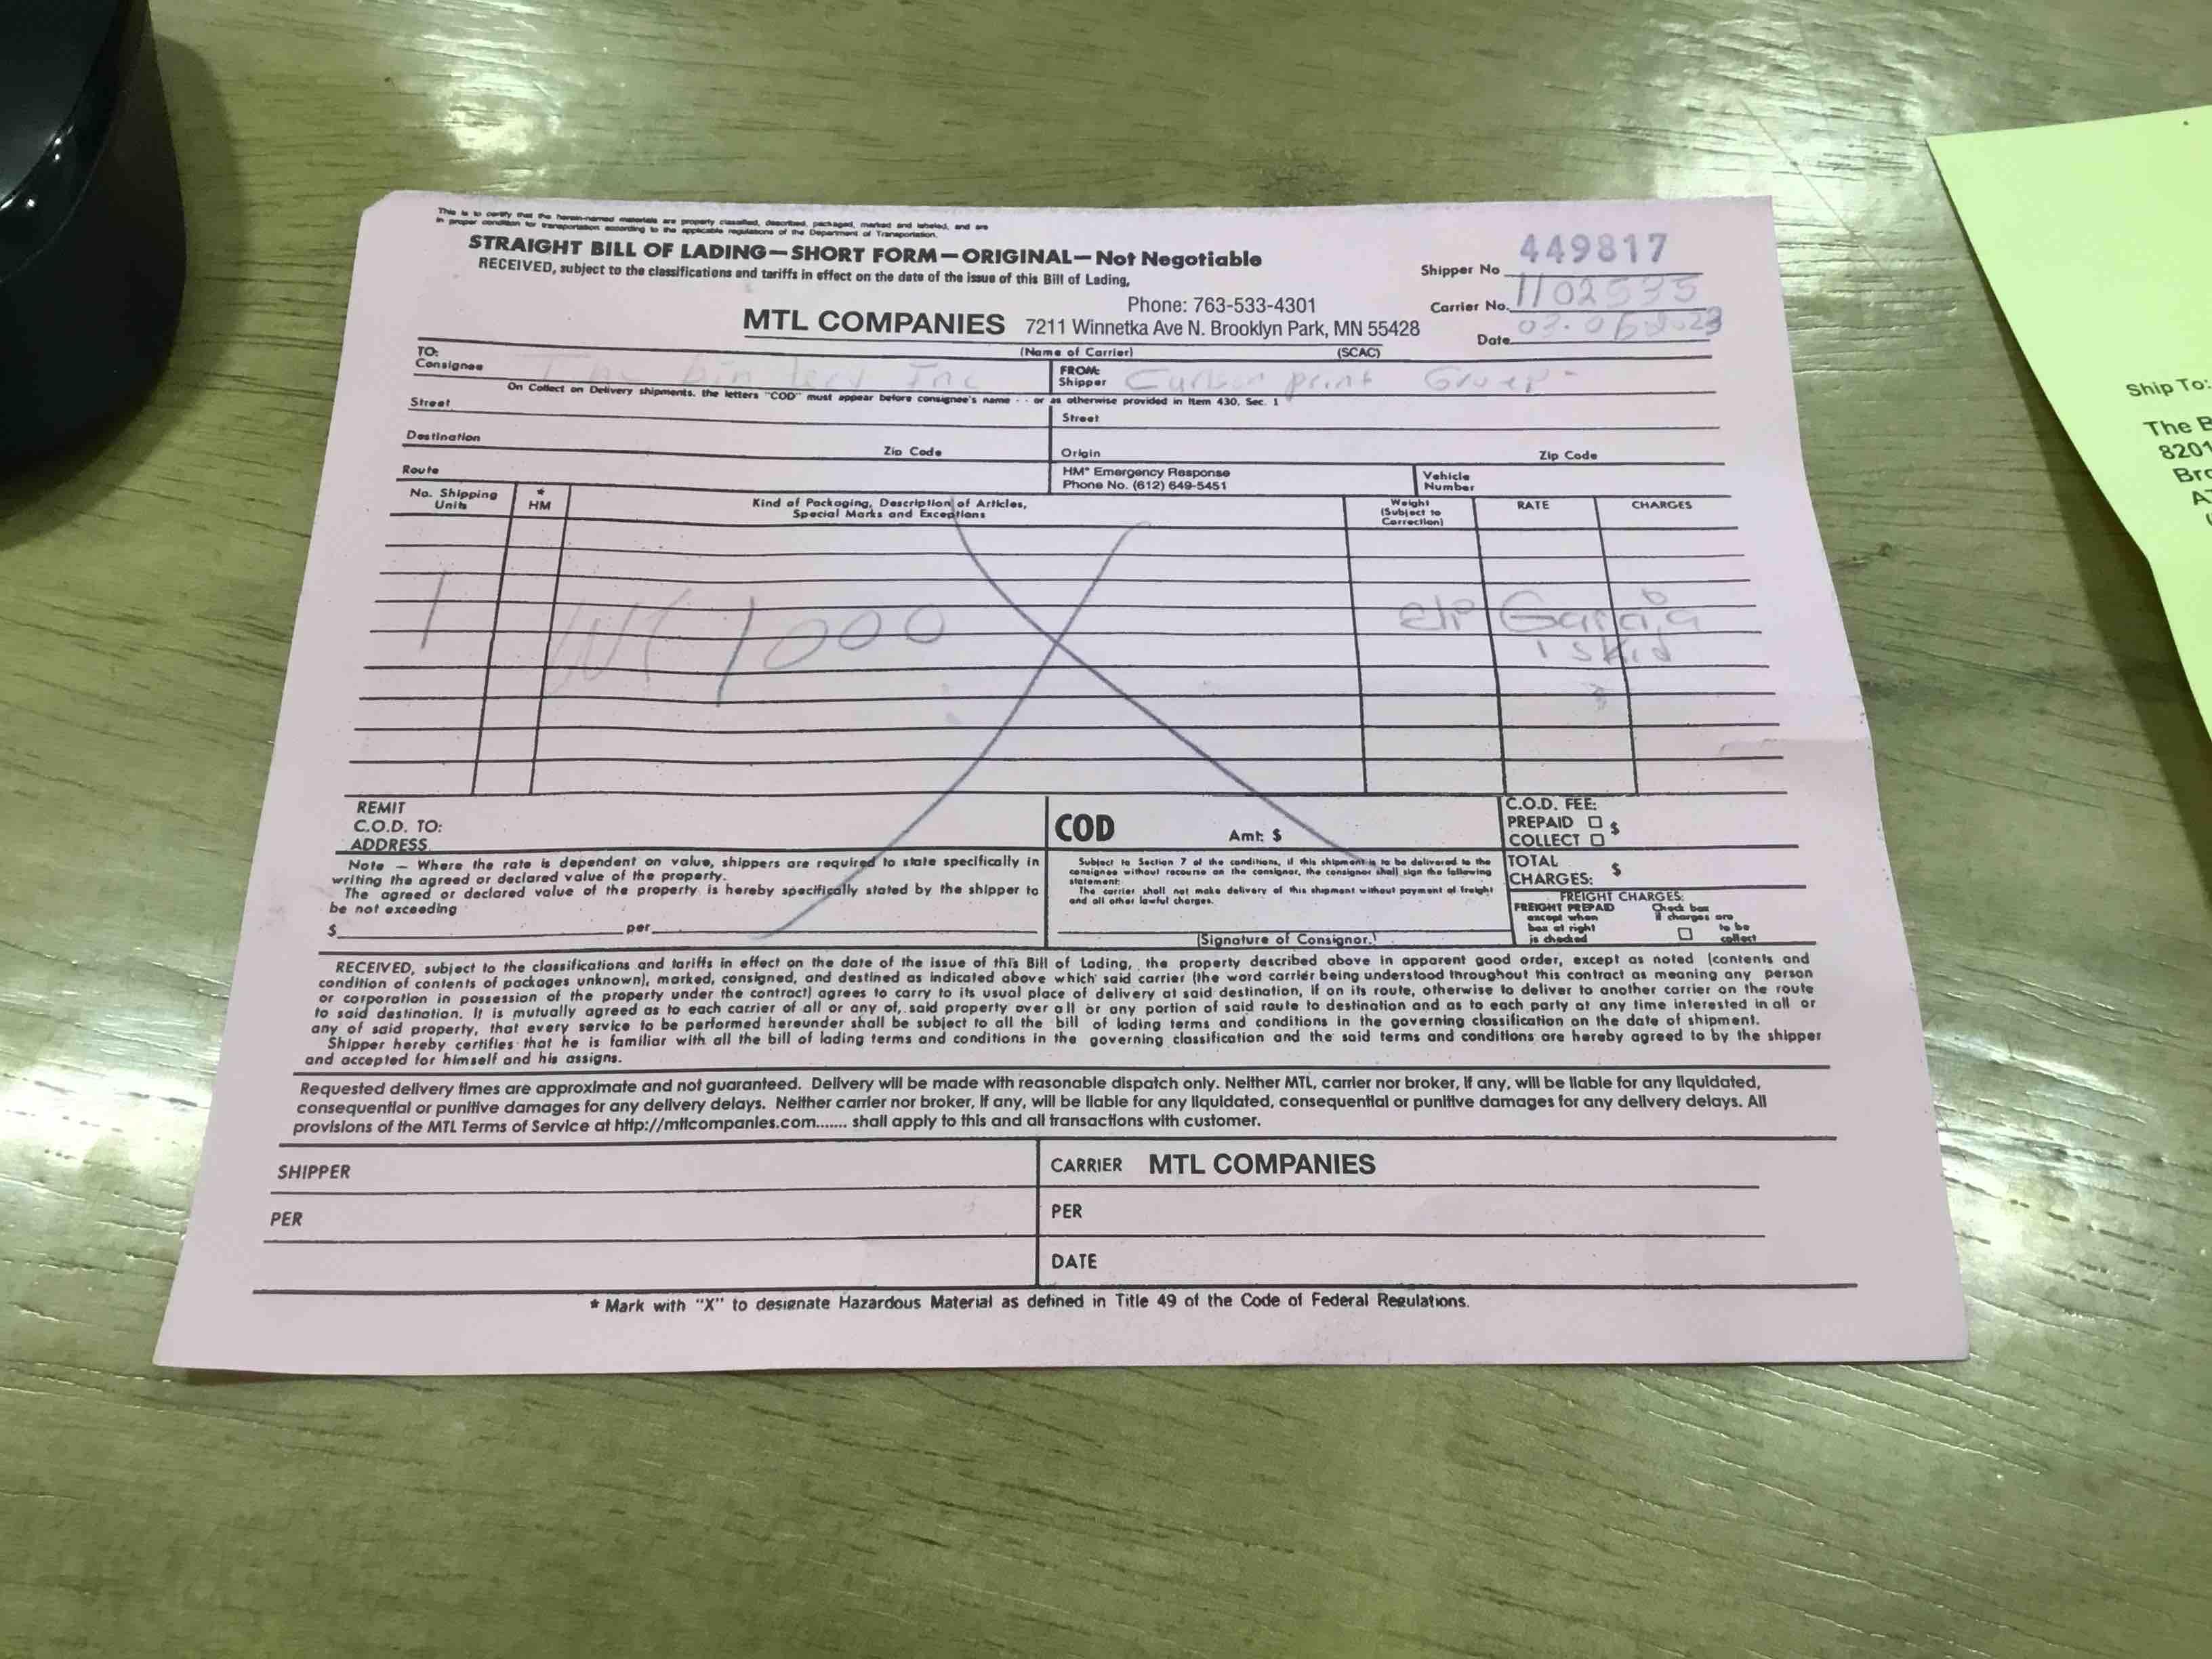 This is to certify that the herein-named materials are properly classified, described, packaged, marked and labeled, and are
in proper condition for transportation according to the applicable regulations of the Department of Transportation.
STRAIGHT BILL OF LADING—SHORT FORM—ORIGINAL—Not Negotiable
RECEIVED, subject to the classifications and tariffs in effect on the date of the issue of this Bill of Lading,
Shipper No 449817
Carrier No. 1102535
Date 03.06.2023
Phone: 763-533-4301
MTL COMPANIES 7211 Winnetka Ave N. Brooklyn Park, MN 55428
(Name of Carrier) (SCAC)
TO:
Consignee The bindery Inc
FROM:
Shipper Carlson print Group
On Collect on Delivery shipments. the letters "COD" must appear before consignee's name - - or as otherwise provided in Item 430, Sec. 1
Street
Street
Destination Zip Code
Origin Zip Code
Route
HM* Emergency Response
Phone No. (612) 649-5451
Vehicle
Number
No. Shipping
Units
*
HM
Kind of Packaging, Description of Articles,
Special Marks and Exceptions
Weight
(Subject to
Correction)
RATE
CHARGES
1 WT 1000
Garcia
1 skid
REMIT
C.O.D. TO:
ADDRESS
COD Amt: $
C.O.D. FEE:
PREPAID $
COLLECT
Note — Where the rate is dependent on value, shippers are required to state specifically in
writing the agreed or declared value of the property.
The agreed or declared value of the property is hereby specifically stated by the shipper to
be not exceeding
$ per
Subject to Section 7 of the conditions, if this shipment is to be delivered to the
consignee without recourse on the consignor, the consignor shall sign the following
statement:
The carrier shall not make delivery of this shipment without payment of freight
and all other lawful charges.
(Signature of Consignor.)
TOTAL
CHARGES: $
FREIGHT CHARGES:
FREIGHT PREPAID
except when
box at right
is checked
Check box
if charges are
to be
collect
RECEIVED, subject to the classifications and tariffs in effect on the date of the issue of this Bill of Lading, the property described above in apparent good order, except as noted (contents and
condition of contents of packages unknown), marked, consigned, and destined as indicated above which said carrier (the word carrier being understood throughout this contract as meaning any person
or corporation in possession of the property under the contract) agrees to carry to its usual place of delivery at said destination, if on its route, otherwise to deliver to another carrier on the route
to said destination. It is mutually agreed as to each carrier of all or any of, said property over all or any portion of said route to destination and as to each party at any time interested in all or
any of said property, that every service to be performed hereunder shall be subject to all the bill of lading terms and conditions in the governing classification on the date of shipment.
Shipper hereby certifies that he is familiar with all the bill of lading terms and conditions in the governing classification and the said terms and conditions are hereby agreed to by the shipper
and accepted for himself and his assigns.
Requested delivery times are approximate and not guaranteed. Delivery will be made with reasonable dispatch only. Neither MTL, carrier nor broker, if any, will be liable for any liquidated,
consequential or punitive damages for any delivery delays. Neither carrier nor broker, if any, will be liable for any liquidated, consequential or punitive damages for any delivery delays. All
provisions of the MTL Terms of Service at http://mtlcompanies.com....... shall apply to this and all transactions with customer.
SHIPPER
CARRIER MTL COMPANIES
PER
PER
DATE
* Mark with "X" to designate Hazardous Material as defined in Title 49 of the Code of Federal Regulations.
Ship To:
The B
8201
Bro